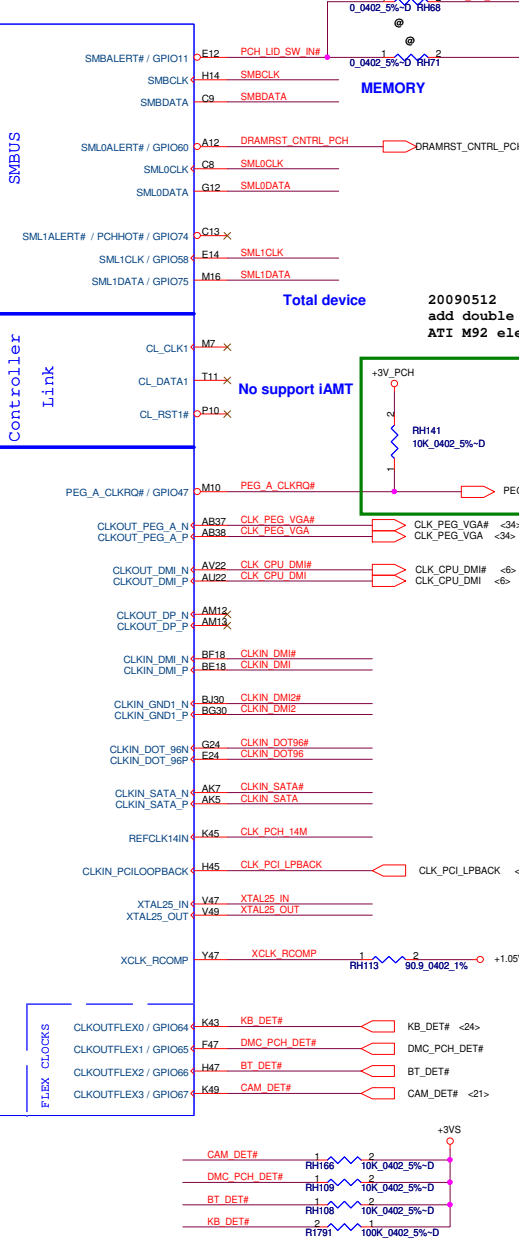 0_0402_5%~D RH68
@
@
SMBALERT# / GPIO11 E12 PCH_LID_SW_IN# 1 2
0_0402_5%~D RH71
SMBCLK H14 SMBCLK
MEMORY
SMBDATA C9 SMBDATA
SMBUS
SML0ALERT# / GPIO60 A12 DRAMRST_CNTRL_PCH DRAMRST_CNTRL_PCH
SML0CLK C8 SML0CLK
SML0DATA G12 SML0DATA
SML1ALERT# / PCHHOT# / GPIO74 C13
SML1CLK / GPIO58 E14 SML1CLK
SML1DATA / GPIO75 M16 SML1DATA
Total device
20090512
add double
ATI M92 ele
Controller
Link
CL_CLK1 M7
CL_DATA1 T11
No support iAMT
CL_RST1# P10
+3V_PCH
2
RH141
10K_0402_5%~D
1
PEG_A_CLKRQ# / GPIO47 M10 PEG_A_CLKRQ# PEG
CLKOUT_PEG_A_N AB37 CLK_PEG_VGA# CLK_PEG_VGA# <34>
CLKOUT_PEG_A_P AB38 CLK_PEG_VGA CLK_PEG_VGA <34>
CLKOUT_DMI_N AV22 CLK_CPU_DMI# CLK_CPU_DMI# <6>
CLKOUT_DMI_P AU22 CLK_CPU_DMI CLK_CPU_DMI <6>
CLKOUT_DP_N AM12
CLKOUT_DP_P AM13
CLKIN_DMI_N BF18 CLKIN_DMI#
CLKIN_DMI_P BE18 CLKIN_DMI
CLKIN_GND1_N BJ30 CLKIN_DMI2#
CLKIN_GND1_P BG30 CLKIN_DMI2
CLKIN_DOT_96N G24 CLKIN_DOT96#
CLKIN_DOT_96P E24 CLKIN_DOT96
CLKIN_SATA_N AK7 CLKIN_SATA#
CLKIN_SATA_P AK5 CLKIN_SATA
REFCLK14IN K45 CLK_PCH_14M
CLKIN_PCILOOPBACK H45 CLK_PCI_LPBACK CLK_PCI_LPBACK <
XTAL25_IN V47 XTAL25_IN
XTAL25_OUT V49 XTAL25_OUT
XCLK_RCOMP Y47 XCLK_RCOMP 1 2 +1.05V
RH113 90.9_0402_1%
FLEX CLOCKS
CLKOUTFLEX0 / GPIO64 K43 KB_DET# KB_DET# <24>
CLKOUTFLEX1 / GPIO65 F47 DMC_PCH_DET# DMC_PCH_DET#
CLKOUTFLEX2 / GPIO66 H47 BT_DET# BT_DET#
CLKOUTFLEX3 / GPIO67 K49 CAM_DET# CAM_DET# <21>
+3VS
CAM_DET# 1 2
RH166 10K_0402_5%~D
DMC_PCH_DET# 1 2
RH109 10K_0402_5%~D
BT_DET# 1 2
RH108 10K_0402_5%~D
KB_DET# 2 1
R1791 100K_0402_5%~D